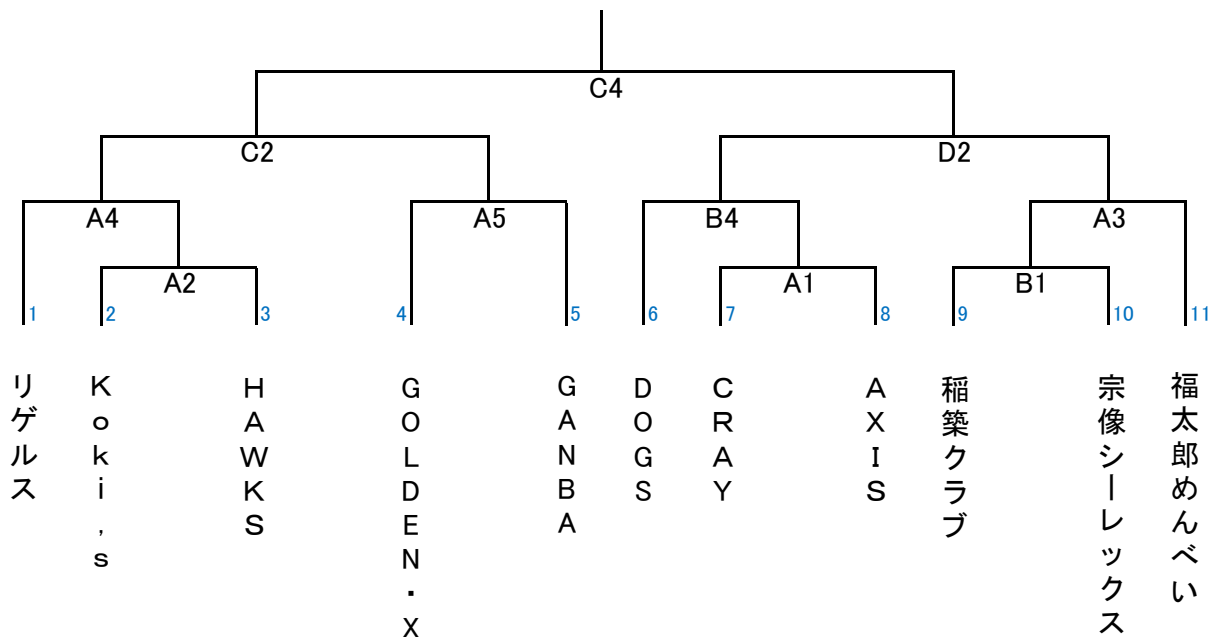 C4
C2
D2
A4
A5
B4
A3
A2
A1
B1
1
2
3
4
5
6
7
8
9
10
11
リゲルス
Koki,s
HAWKS
GOLDEN・X
GANBA
DOGS
CRAY
AXIS
稲築クラブ
宗像シーレックス
福太郎めんべい